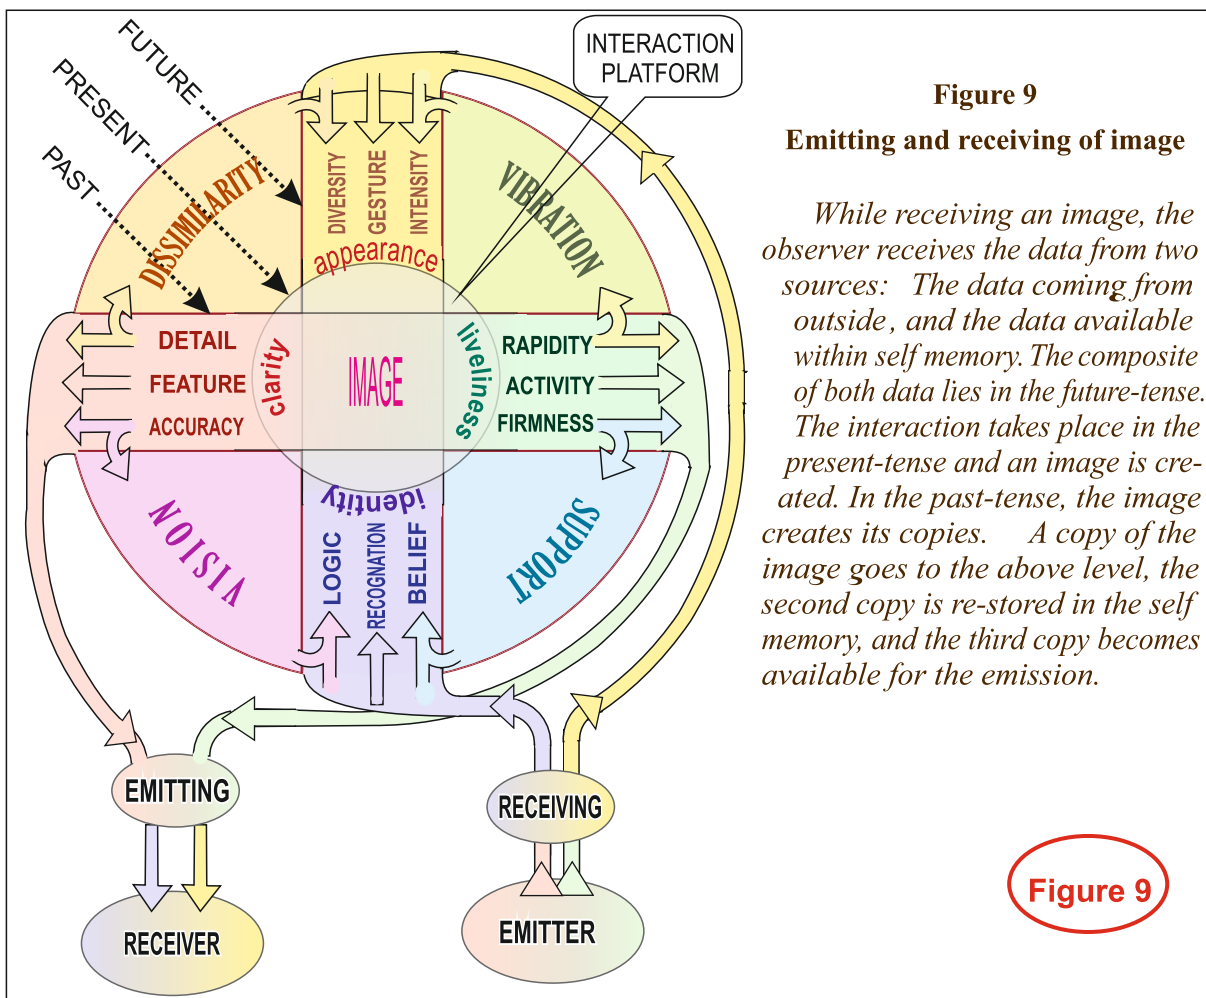 FUTURE
PRESENT
PAST
INTERACTION
PLATFORM
DISSIMILARITY
DIVERSITY
GESTURE
INTENSITY
VIBRATION
appearance
DETAIL
FEATURE
ACCURACY
clarity
IMAGE
liveliness
RAPIDITY
ACTIVITY
FIRMNESS
identity
VISION
LOGIC
RECOGNATION
BELIEF
SUPPORT
EMITTING
RECEIVING
RECEIVER
EMITTER
Figure 9
Emitting and receiving of image
While receiving an image, the
observer receives the data from two
sources: The data coming from
outside, and the data available
within self memory. The composite
of both data lies in the future-tense.
The interaction takes place in the
present-tense and an image is cre-
ated. In the past-tense, the image
creates its copies. A copy of the
image goes to the above level, the
second copy is re-stored in the self
memory, and the third copy becomes
available for the emission.
Figure 9